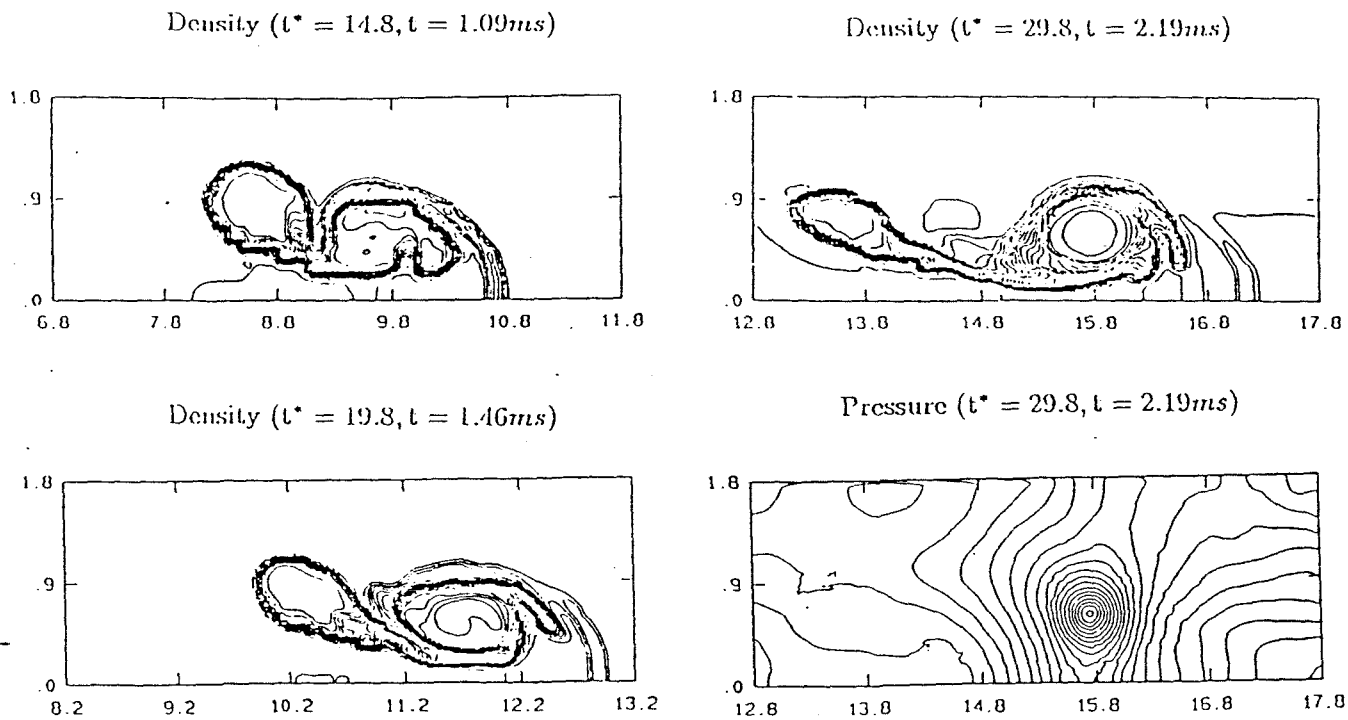 Density (t* = 14.8, t = 1.09ms)
1.8
.9
.0
6.8 7.8 8.8 9.8 10.8 11.8
Density (t* = 29.8, t = 2.19ms)
1.8
.9
.0
12.8 13.8 14.8 15.8 16.8 17.8
Density (t* = 19.8, t = 1.46ms)
1.8
.9
.0
8.2 9.2 10.2 11.2 12.2 13.2
Pressure (t* = 29.8, t = 2.19ms)
1.8
.9
.0
12.8 13.8 14.8 15.8 16.8 17.8